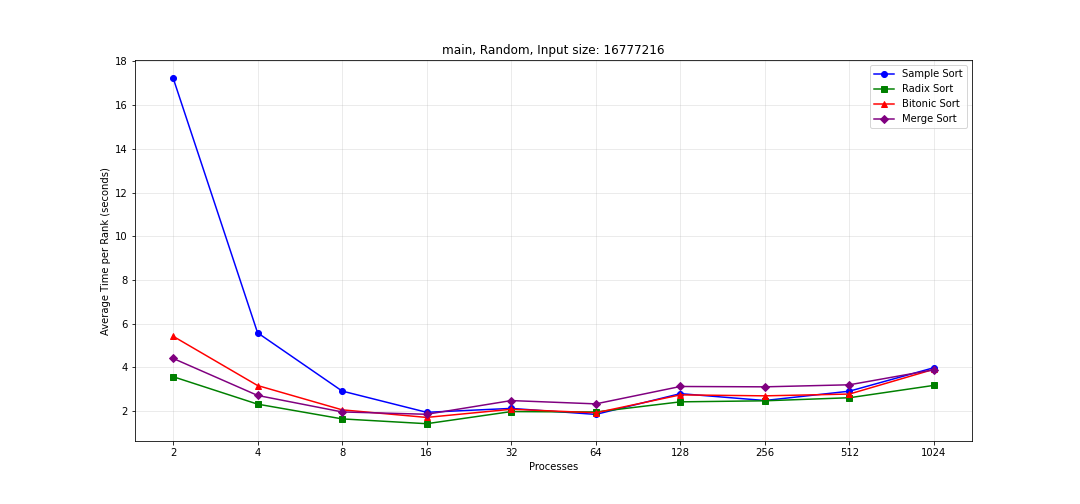 main, Random, Input size: 16777216
Sample Sort
Radix Sort
Bitonic Sort
Merge Sort
Average Time per Rank (seconds)
18
16
14
12
10
8
6
4
2
2 4 8 16 32 64 128 256 512 1024
Processes